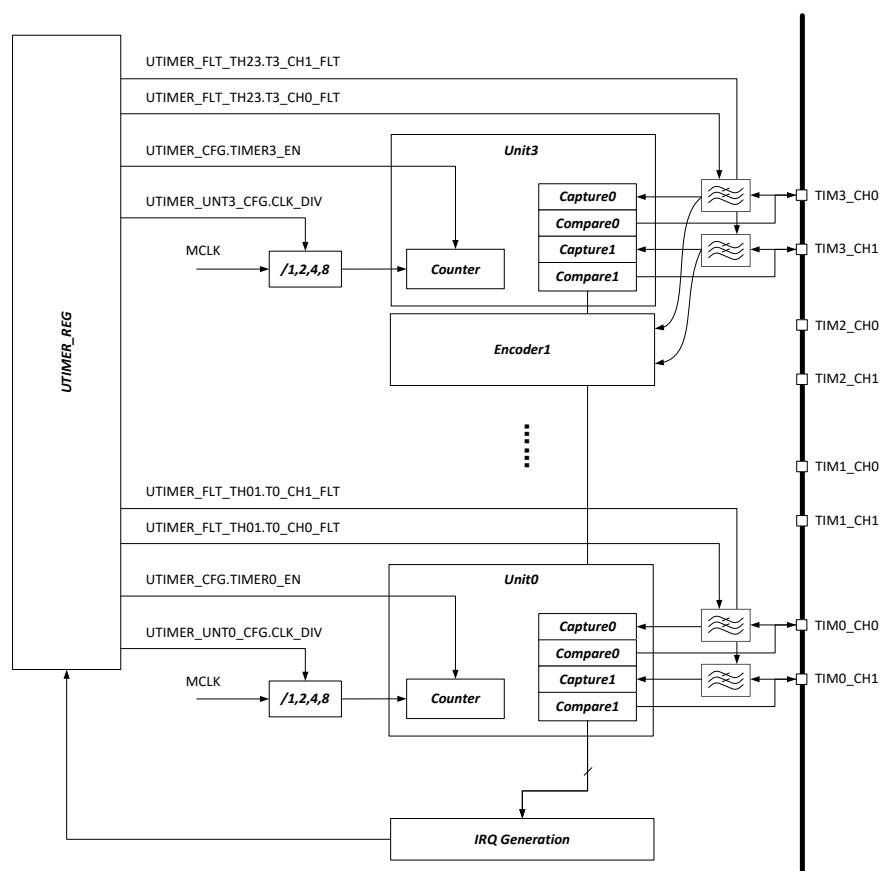 UTIMER_REG
UTIMER_FLT_TH23.T3_CH1_FLT
UTIMER_FLT_TH23.T3_CH0_FLT
UTIMER_CFG.TIMER3_EN
UTIMER_UNT3_CFG.CLK_DIV
MCLK
/1,2,4,8
Unit3
Counter
Capture0
Compare0
Capture1
Compare1
Encoder1
TIM3_CH0
TIM3_CH1
TIM2_CH0
TIM2_CH1
TIM1_CH0
TIM1_CH1
UTIMER_FLT_TH01.T0_CH1_FLT
UTIMER_FLT_TH01.T0_CH0_FLT
UTIMER_CFG.TIMER0_EN
UTIMER_UNT0_CFG.CLK_DIV
MCLK
/1,2,4,8
Unit0
Counter
Capture0
Compare0
Capture1
Compare1
TIM0_CH0
TIM0_CH1
IRQ Generation